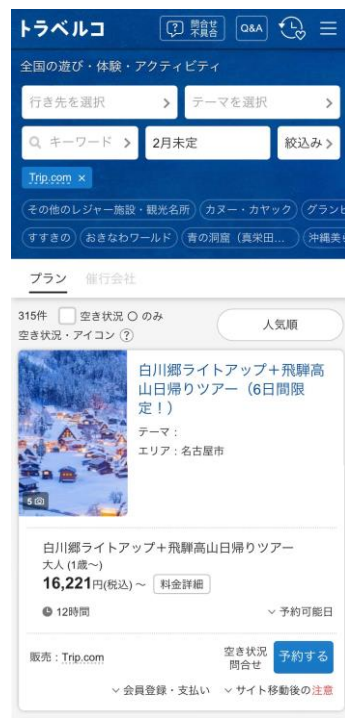 トラベルコ
? 問合せ 不具合
Q&A
全国の遊び・体験・アクティビティ
行き先を選択
テーマを選択
キーワード
2月未定
絞込み
Trip.com ×
その他のレジャー施設・観光名所
カヌー・カヤック
すすきの
おきなわワールド
青の洞窟（真栄田...
プラン
催行会社
315件
空き状況 〇 のみ
空き状況・アイコン ?
人気順
白川郷ライトアップ＋飛騨高
山日帰りツアー（6日間限
定！）
テーマ：
エリア：名古屋市
5
白川郷ライトアップ＋飛騨高山日帰りツアー
大人 (1歳～)
16,221円(税込)～
料金詳細
12時間
予約可能日
販売：Trip.com
空き状況
問合せ
予約する
会員登録・支払い
サイト移動後の注意